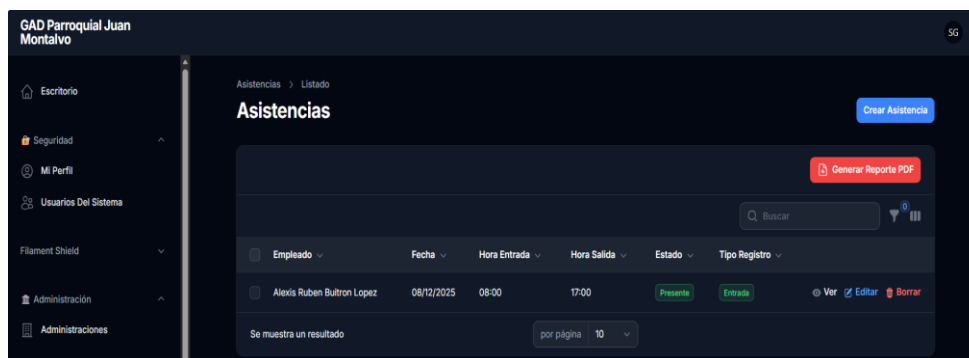 GAD Parroquial Juan
Montalvo
SG
Escritorio
Seguridad
Mi Perfil
Usuarios Del Sistema
Filament Shield
Administración
Administraciones
Asistencias > Listado
Asistencias
Crear Asistencia
Generar Reporte PDF
Buscar
0
Empleado Fecha Hora Entrada Hora Salida Estado Tipo Registro
Alexis Ruben Buitron Lopez 08/12/2025 08:00 17:00 Presente Entrada Ver Editar Borrar
Se muestra un resultado por página 10